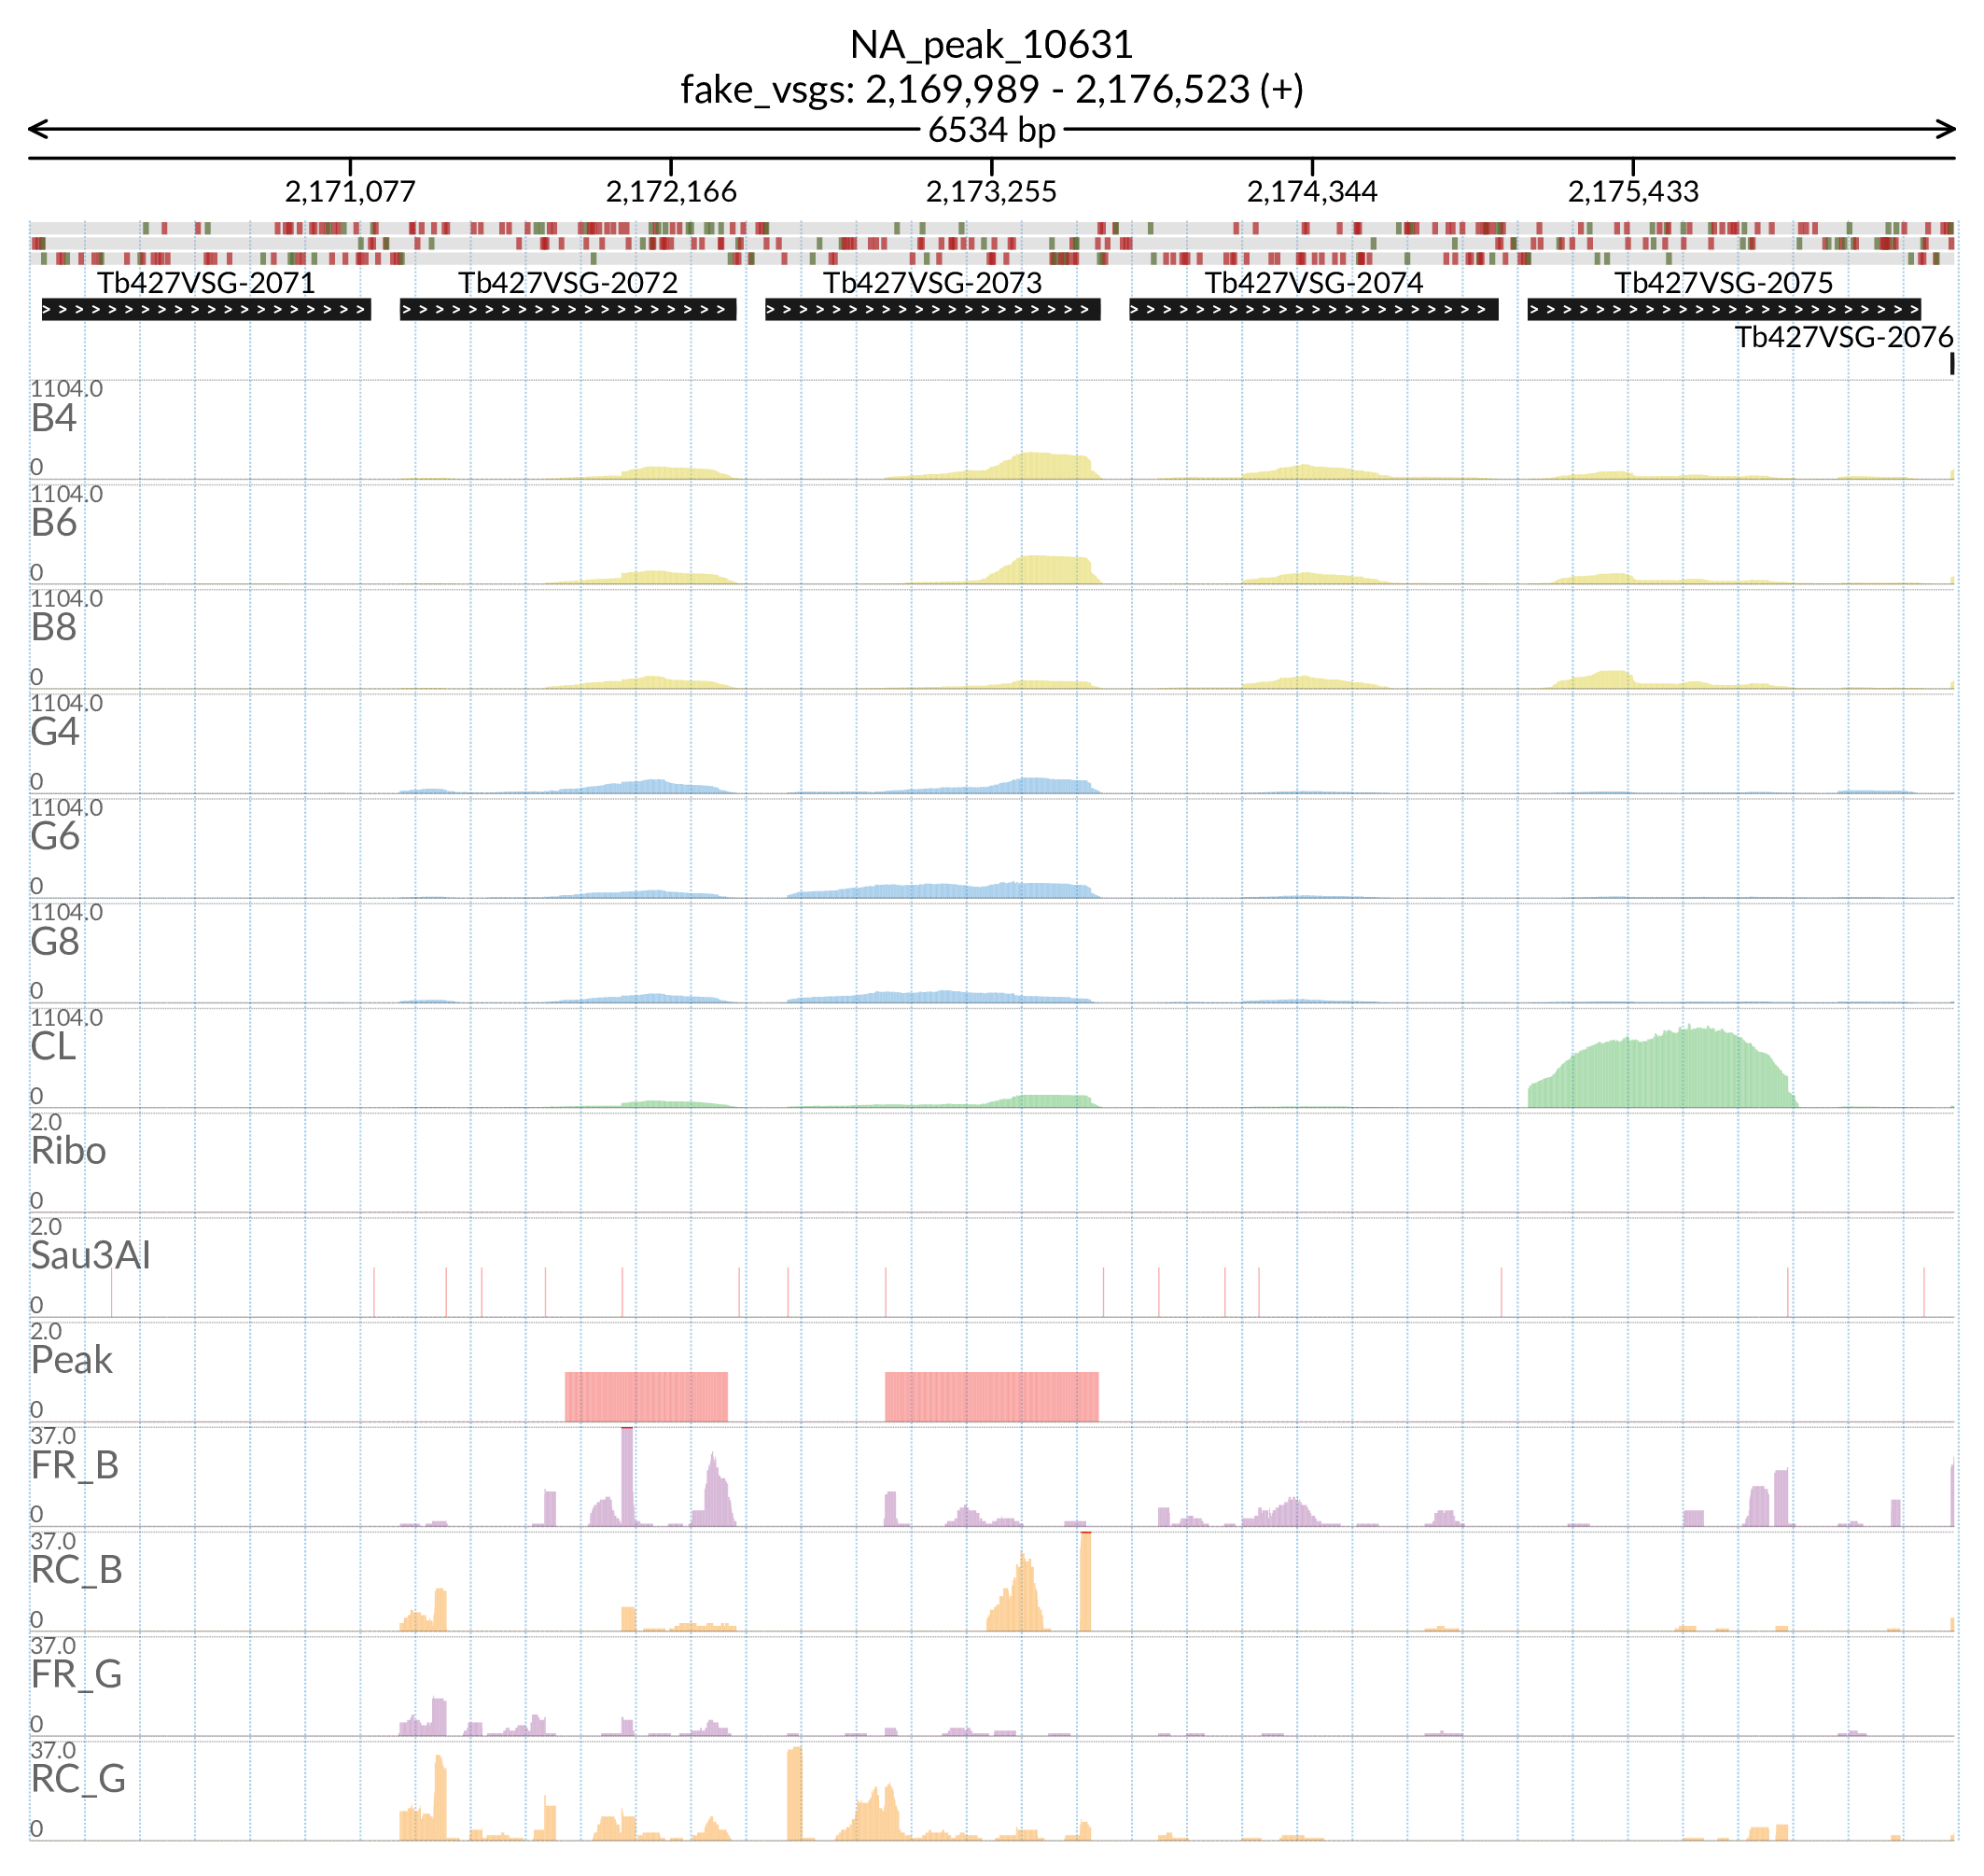 NA_peak_10631
fake_vsgs: 2,169,989 - 2,176,523 (+)
6534 bp
2,171,077 2,172,166 2,173,255 2,174,344 2,175,433
Tb427VSG-2071 Tb427VSG-2072 Tb427VSG-2073 Tb427VSG-2074 Tb427VSG-2075
Tb427VSG-2076
1104.0
B4
0
1104.0
B6
0
1104.0
B8
0
1104.0
G4
0
1104.0
G6
0
1104.0
G8
0
1104.0
CL
0
2.0
Ribo
0
2.0
Sau3AI
0
2.0
Peak
0
37.0
FR_B
0
37.0
RC_B
0
37.0
FR_G
0
37.0
RC_G
0